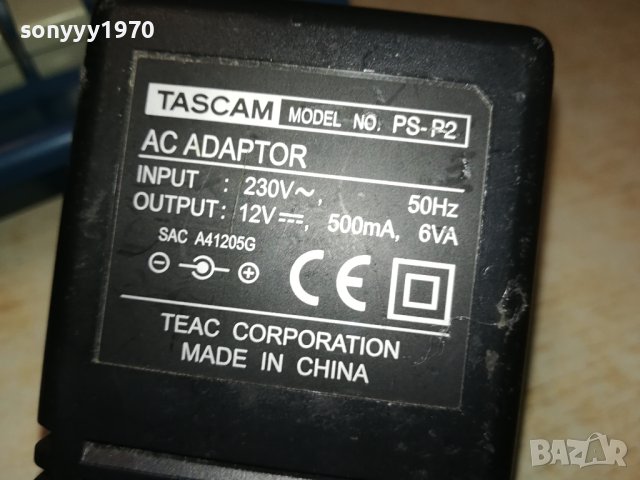 sonyyy1970
TASCAM MODEL NO. PS-P2
AC ADAPTOR
INPUT : 230V~, 50Hz
OUTPUT : 12V⎓, 500mA, 6VA
SAC A41205G
CE
TEAC CORPORATION
MADE IN CHINA
BAZAR